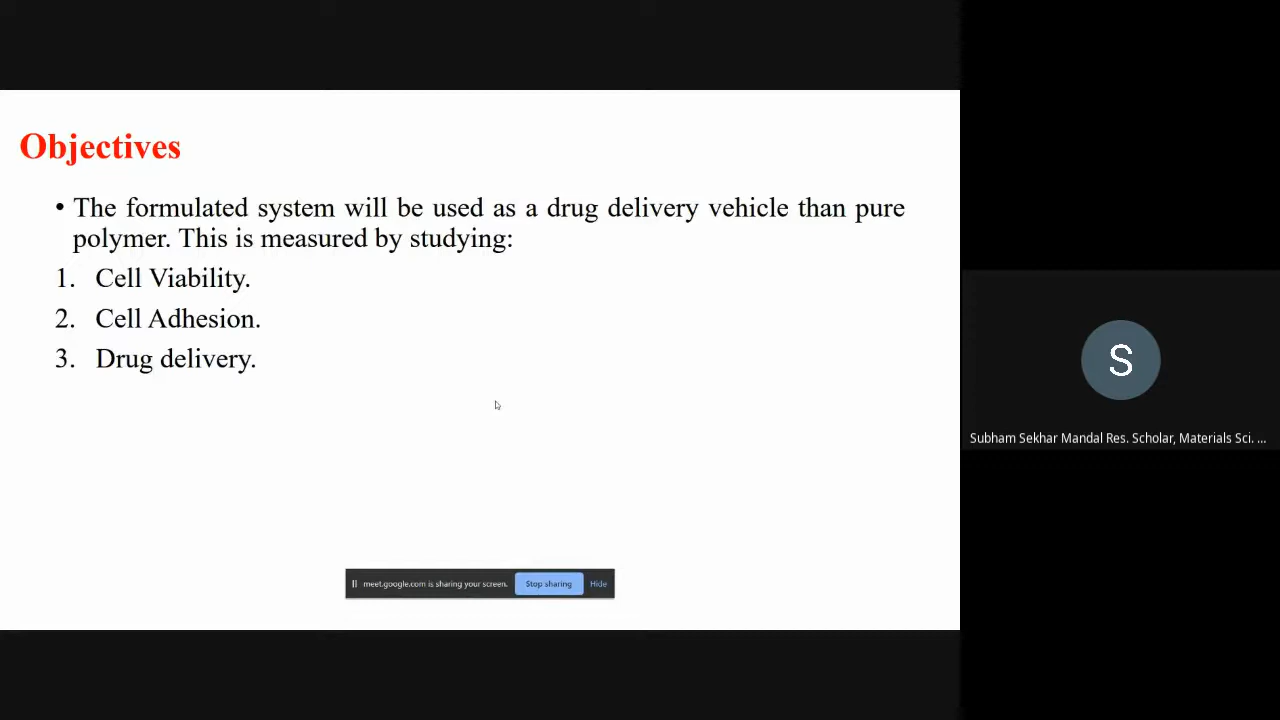 Objectives
• The formulated system will be used as a drug delivery vehicle than pure
polymer. This is measured by studying:
1. Cell Viability.
2. Cell Adhesion.
3. Drug delivery.
S
Subham Sekhar Mandal Res. Scholar, Materials Sci. ...
meet.google.com is sharing your screen. Stop sharing Hide